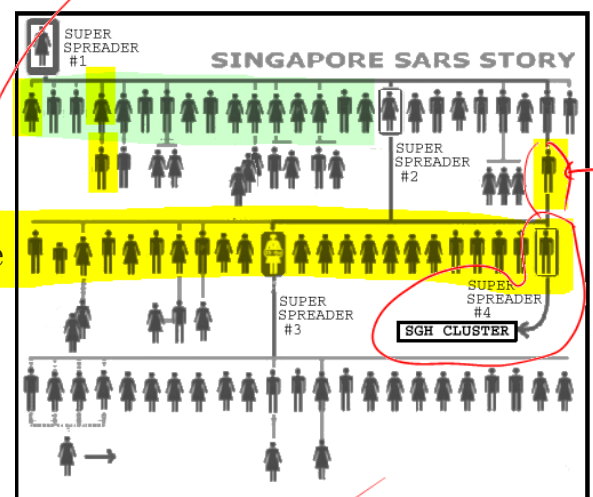 SUPER
SPREADER
#1
SINGAPORE SARS STORY
SUPER
SPREADER
#2
SUPER
SPREADER
#3
SUPER
SPREADER
#4
SGH CLUSTER
e